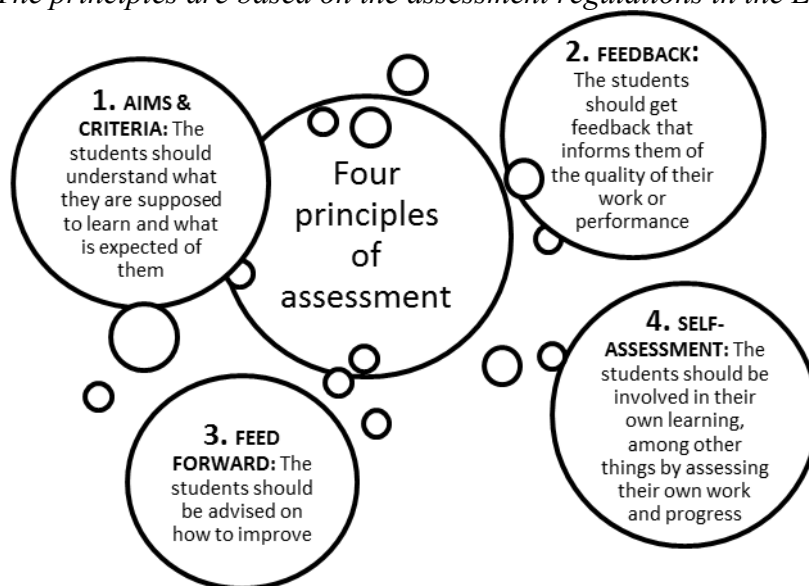 The principles are based on the assessment regulations in the
Four
principles
of
assessment
1. AIMS &
CRITERIA: The
students should
understand what
they are supposed
to learn and what
is expected of
them
2. FEEDBACK:
The students
should get
feedback that
informs them of
the quality of their
work or
performance
3. FEED
FORWARD: The
students should
be advised on
how to improve
4. SELF-
ASSESSMENT: The
students should be
involved in their
own learning,
among other
things by assessing
their own work
and progress